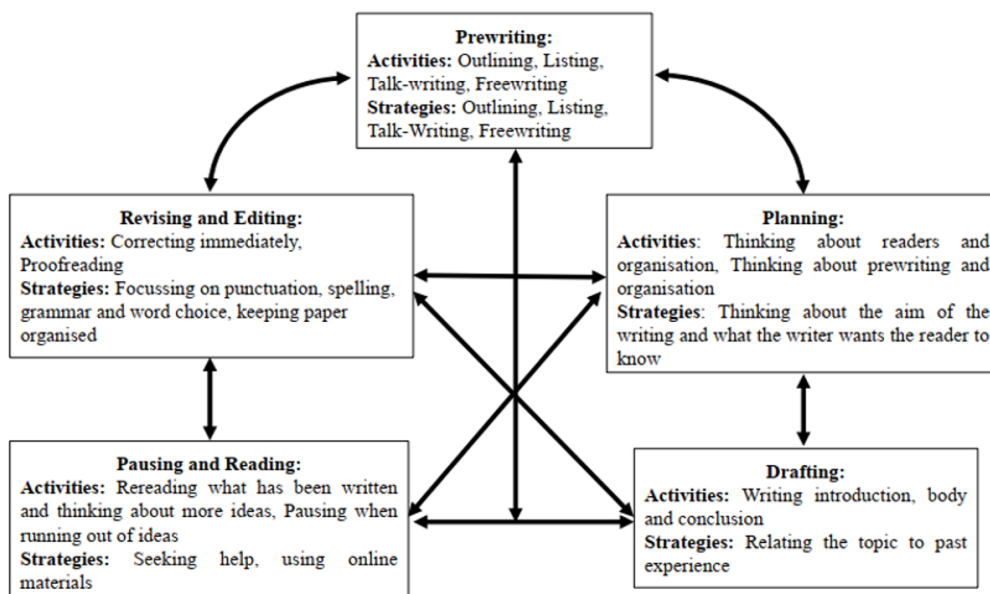 Prewriting:
Activities: Outlining, Listing,
Talk-writing, Freewriting
Strategies: Outlining, Listing,
Talk-Writing, Freewriting
Revising and Editing:
Activities: Correcting immediately,
Proofreading
Strategies: Focussing on punctuation, spelling,
grammar and word choice, keeping paper
organised
Planning:
Activities: Thinking about readers and
organisation, Thinking about prewriting and
organisation
Strategies: Thinking about the aim of the
writing and what the writer wants the reader to
know
Pausing and Reading:
Activities: Rereading what has been written
and thinking about more ideas, Pausing when
running out of ideas
Strategies: Seeking help, using online
materials
Drafting:
Activities: Writing introduction, body
and conclusion
Strategies: Relating the topic to past
experience